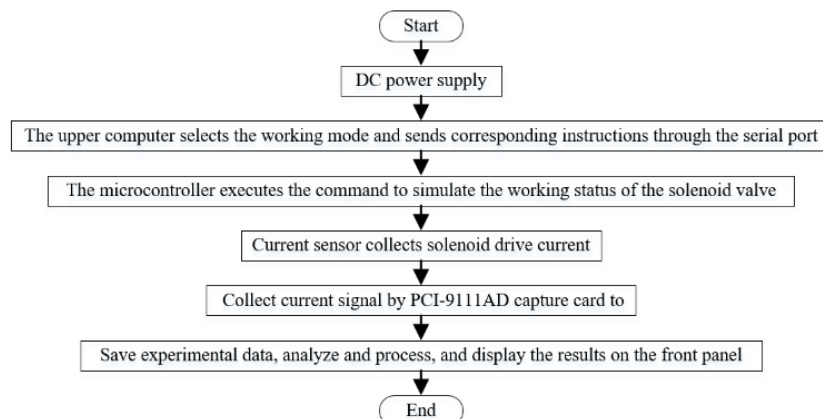 Start
DC power supply
The upper computer selects the working mode and sends corresponding instructions through the serial port
The microcontroller executes the command to simulate the working status of the solenoid valve
Current sensor collects solenoid drive current
Collect current signal by PCI-9111AD capture card to
Save experimental data, analyze and process, and display the results on the front panel
End